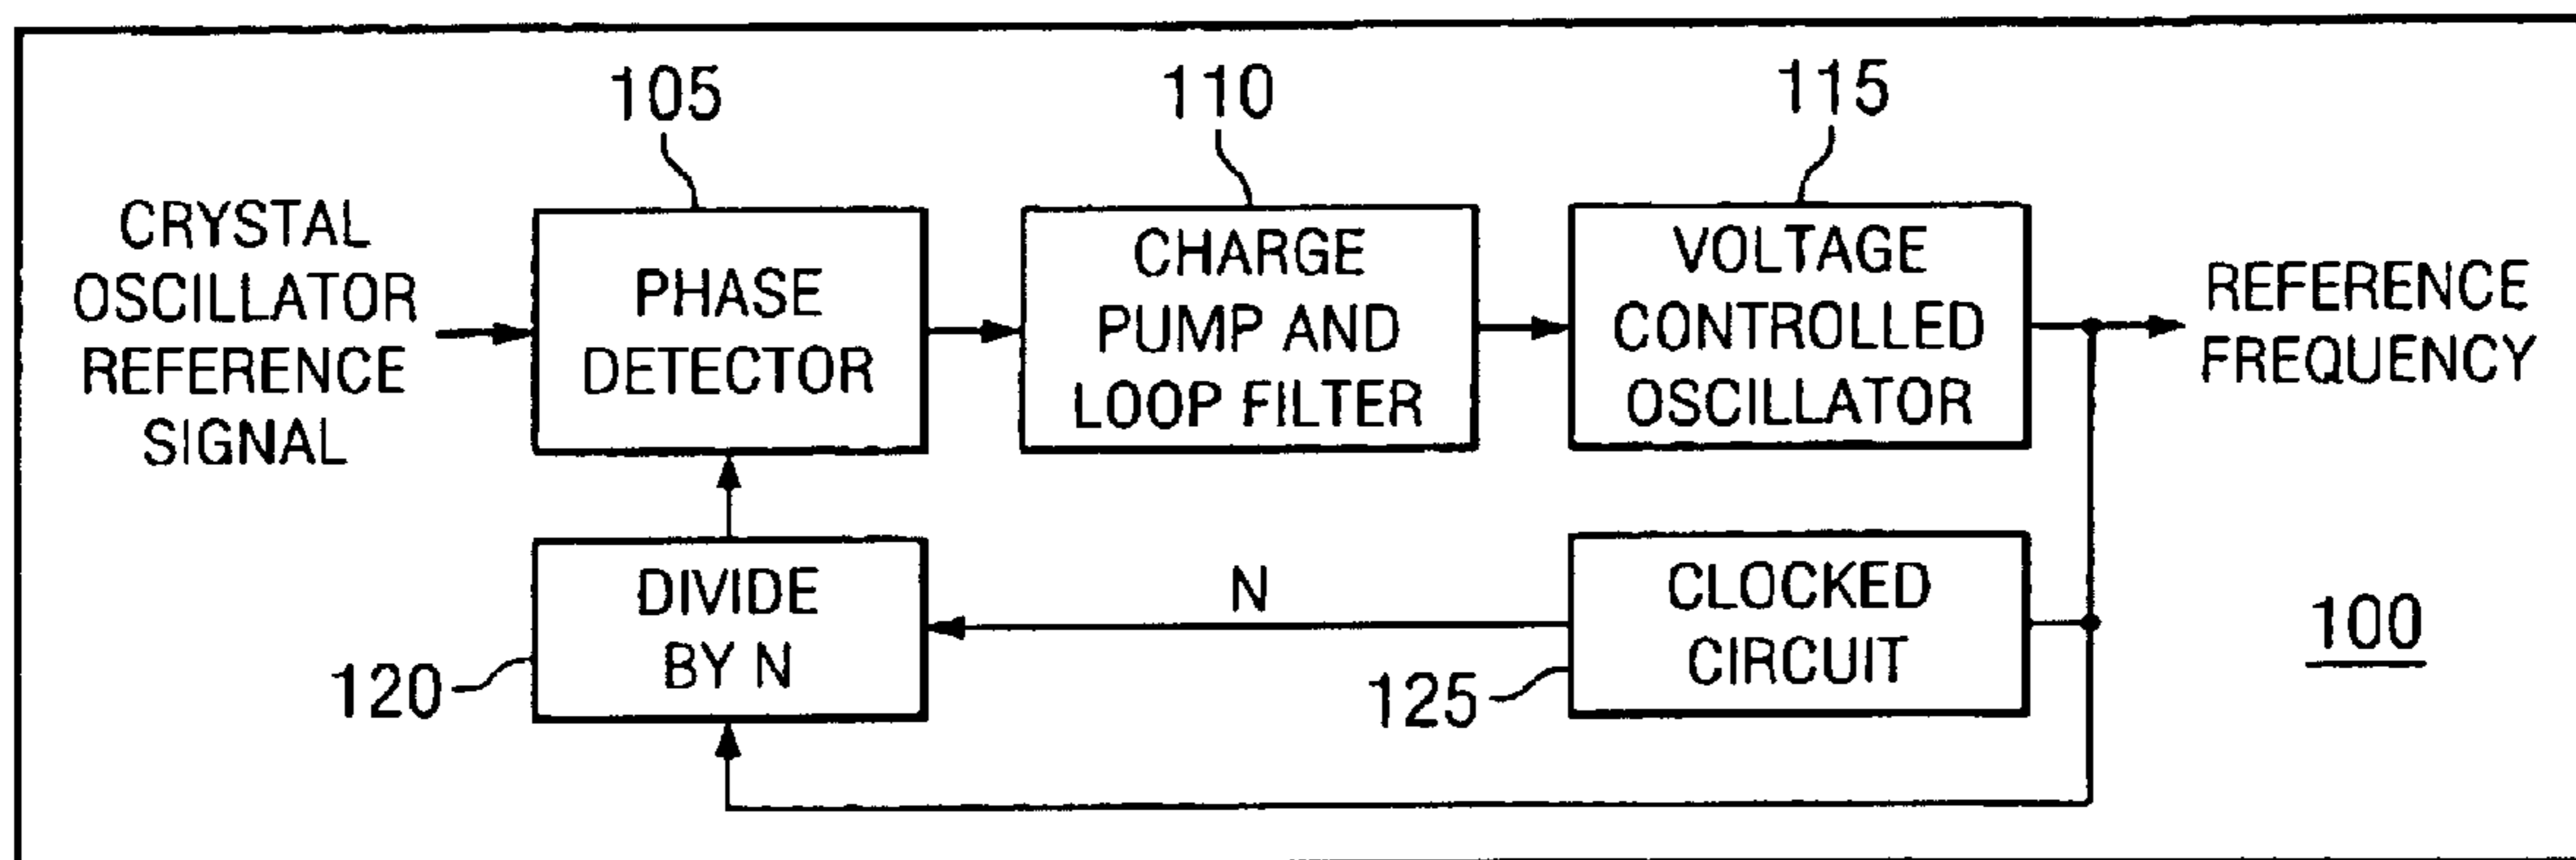 105
110
115
CRYSTAL
OSCILLATOR
REFERENCE
SIGNAL
PHASE
DETECTOR
CHARGE
PUMP AND
LOOP FILTER
VOLTAGE
CONTROLLED
OSCILLATOR
REFERENCE
FREQUENCY
DIVIDE
BY N
120
N
CLOCKED
CIRCUIT
125
100